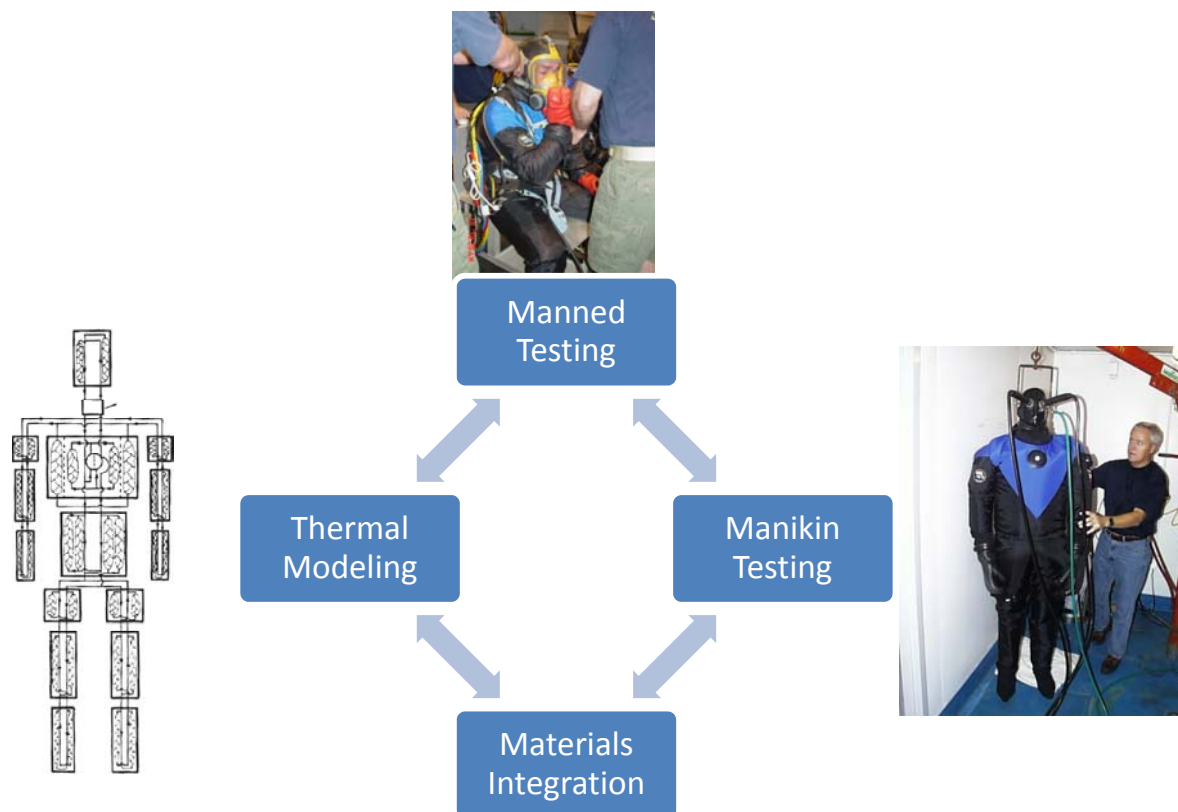 Manned
Testing
Thermal
Modeling
Manikin
Testing
Materials
Integration